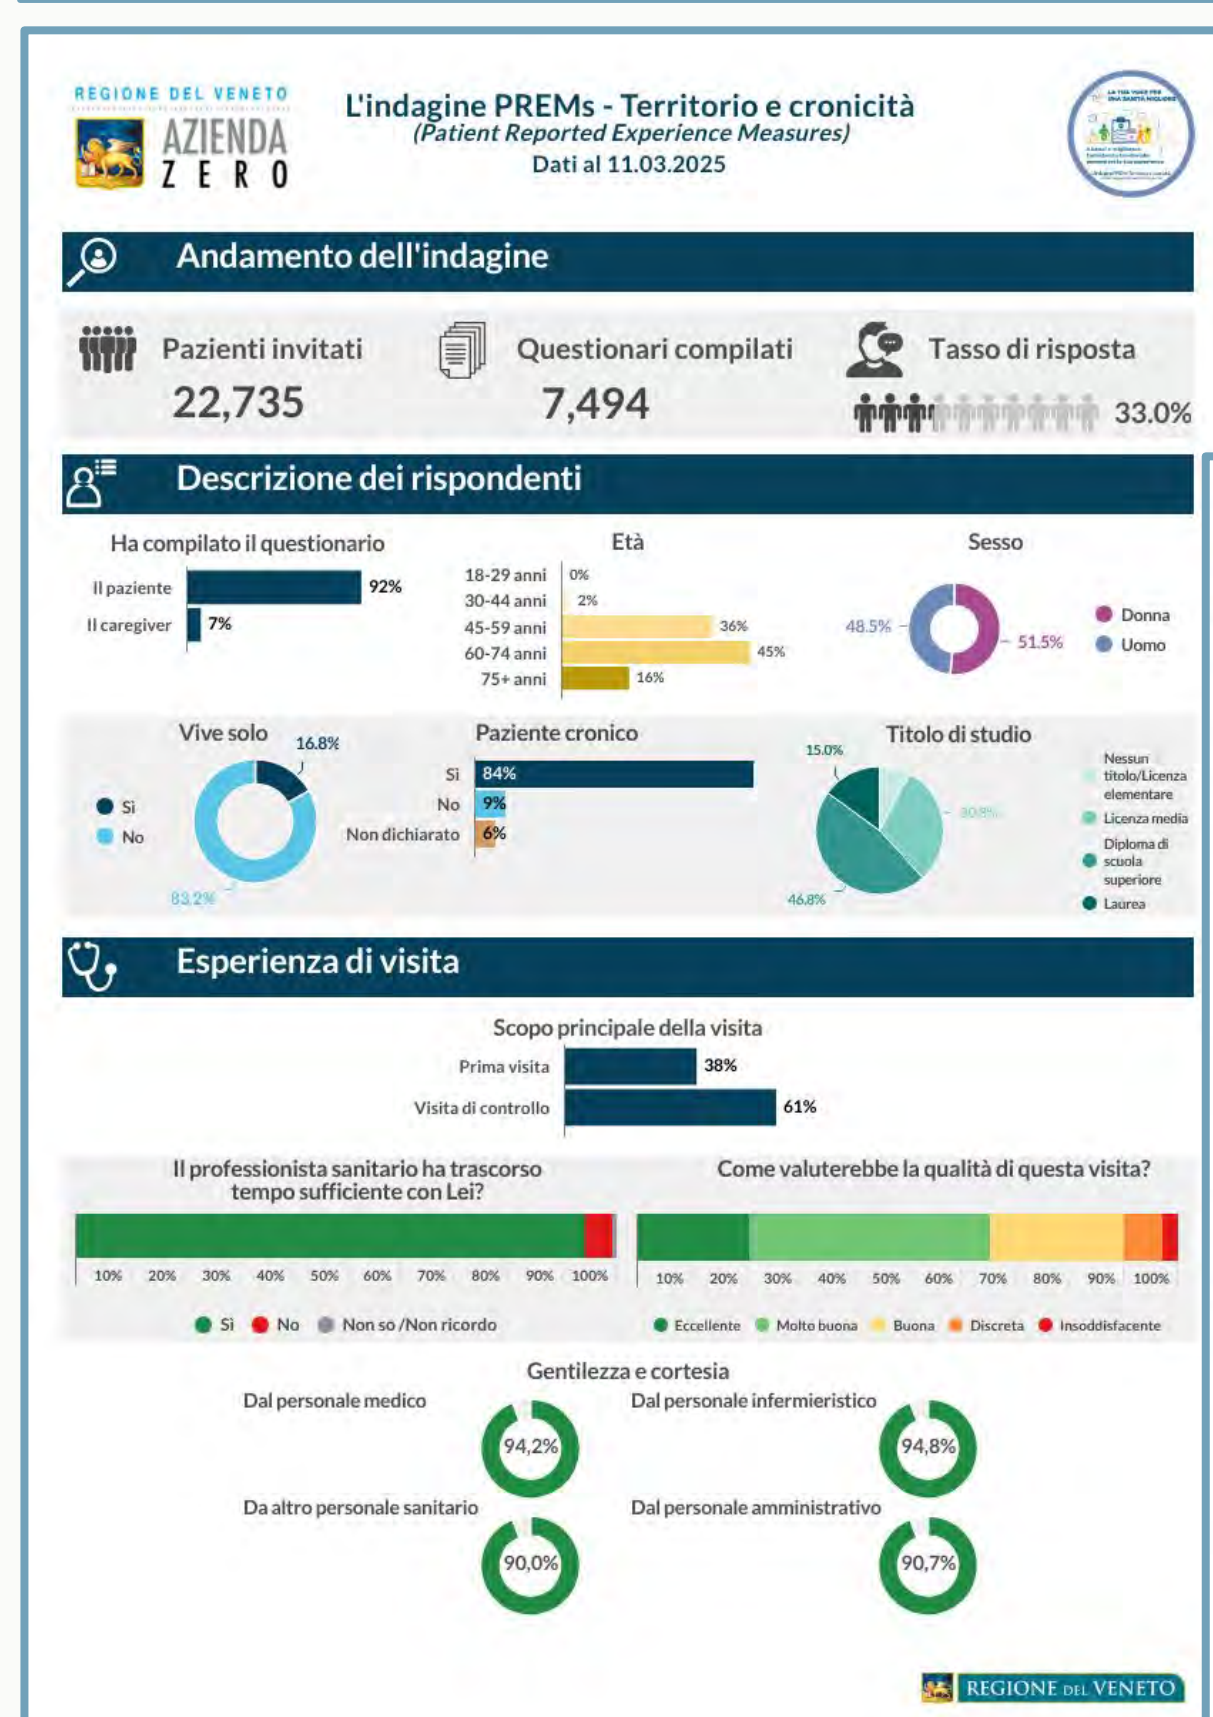 REGIONE DEL VENETO
AZIENDA
ZERO
L'indagine PREMs - Territorio e cronicità
(Patient Reported Experience Measures)
Dati al 11.03.2025
LA TUA VOCE PER
UNA SANITÀ MIGLIORE
Andamento dell'indagine
Pazienti invitati
22,735
Questionari compilati
7,494
Tasso di risposta
33.0%
Descrizione dei rispondenti
Ha compilato il questionario
Il paziente 92%
Il caregiver 7%
Età
18-29 anni 0%
30-44 anni 2%
45-59 anni 36%
60-74 anni 45%
75+ anni 16%
Sesso
48.5%
51.5%
Donna
Uomo
Vive solo
16.8%
Sì
No
83.2%
Paziente cronico
Sì 84%
No 9%
Non dichiarato 6%
Titolo di studio
15.0%
30.8%
46.8%
Nessun
titolo/Licenza
elementare
Licenza media
Diploma di
scuola
superiore
Laurea
Esperienza di visita
Scopo principale della visita
Prima visita 38%
Visita di controllo 61%
Il professionista sanitario ha trascorso
tempo sufficiente con Lei?
10% 20% 30% 40% 50% 60% 70% 80% 90% 100%
Sì No Non so /Non ricordo
Come valuterebbe la qualità di questa visita?
10% 20% 30% 40% 50% 60% 70% 80% 90% 100%
Eccellente Molto buona Buona Discreta Insoddisfacente
Gentilezza e cortesia
Dal personale medico
94,2%
Dal personale infermieristico
94,8%
Da altro personale sanitario
90,0%
Dal personale amministrativo
90,7%
REGIONE DEL VENETO